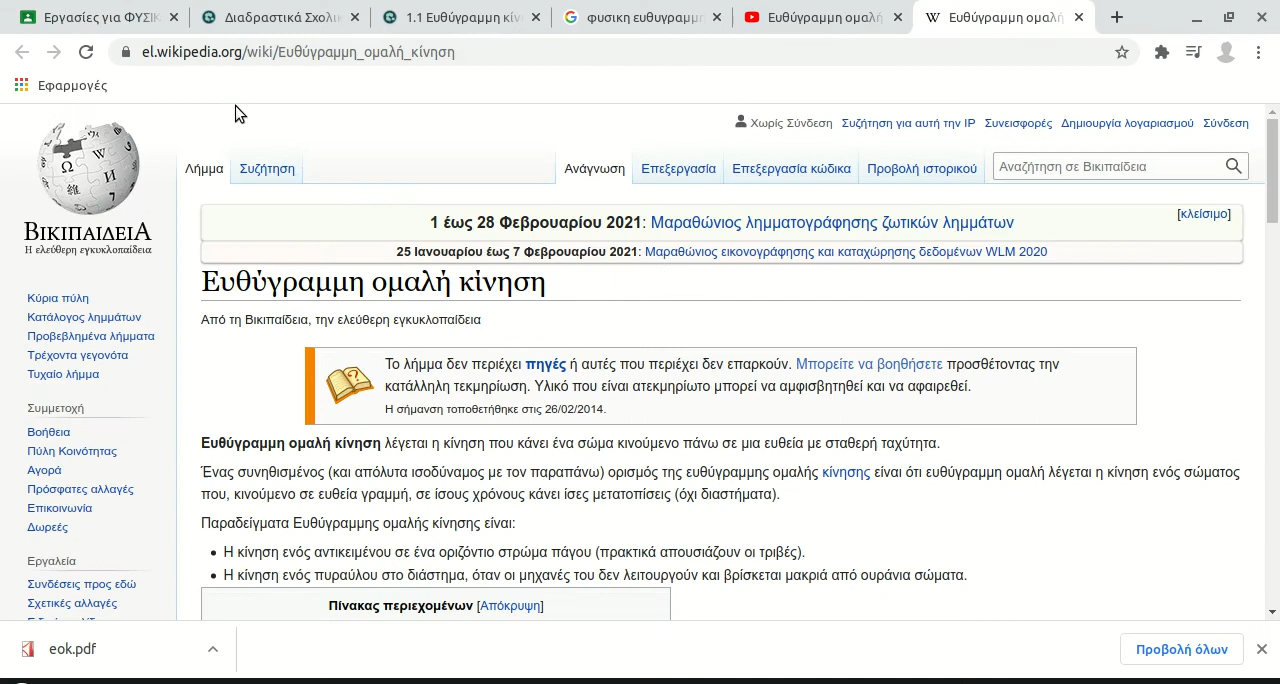 Εργασίες για ΦΥΣΙΚ
Διαδραστικά Σχολικ
1.1 Ευθύγραμμη κίν
φυσικη ευθυγραμμ
Ευθύγραμμη ομαλή
Ευθύγραμμη ομαλή
el.wikipedia.org/wiki/Ευθύγραμμη_ομαλή_κίνηση
Εφαρμογές
Χωρίς Σύνδεση Συζήτηση για αυτή την IP Συνεισφορές Δημιουργία λογαριασμού Σύνδεση
Λήμμα Συζήτηση Ανάγνωση Επεξεργασία Επεξεργασία κώδικα Προβολή ιστορικού Αναζήτηση σε Βικιπαίδεια
ΒΙΚΙΠΑΙΔΕΙΑ
Η ελεύθερη εγκυκλοπαίδεια
Κύρια πύλη
Κατάλογος λημμάτων
Προβεβλημένα λήμματα
Τρέχοντα γεγονότα
Τυχαίο λήμμα
Συμμετοχή
Βοήθεια
Πύλη Κοινότητας
Αγορά
Πρόσφατες αλλαγές
Επικοινωνία
Δωρεές
Εργαλεία
Συνδέσεις προς εδώ
Σχετικές αλλαγές
[κλείσιμο]
1 έως 28 Φεβρουαρίου 2021: Μαραθώνιος λημματογράφησης ζωτικών λημμάτων
25 Ιανουαρίου έως 7 Φεβρουαρίου 2021: Μαραθώνιος εικονογράφησης και καταχώρησης δεδομένων WLM 2020
Ευθύγραμμη ομαλή κίνηση
Από τη Βικιπαίδεια, την ελεύθερη εγκυκλοπαίδεια
Το λήμμα δεν περιέχει πηγές ή αυτές που περιέχει δεν επαρκούν. Μπορείτε να βοηθήσετε προσθέτοντας την
κατάλληλη τεκμηρίωση. Υλικό που είναι ατεκμηρίωτο μπορεί να αμφισβητηθεί και να αφαιρεθεί.
Η σήμανση τοποθετήθηκε στις 26/02/2014.
Ευθύγραμμη ομαλή κίνηση λέγεται η κίνηση που κάνει ένα σώμα κινούμενο πάνω σε μια ευθεία με σταθερή ταχύτητα.
Ένας συνηθισμένος (και απόλυτα ισοδύναμος με τον παραπάνω) ορισμός της ευθύγραμμης ομαλής κίνησης είναι ότι ευθύγραμμη ομαλή λέγεται η κίνηση ενός σώματος
που, κινούμενο σε ευθεία γραμμή, σε ίσους χρόνους κάνει ίσες μετατοπίσεις (όχι διαστήματα).
Παραδείγματα Ευθύγραμμης ομαλής κίνησης είναι:
• Η κίνηση ενός αντικειμένου σε ένα οριζόντιο στρώμα πάγου (πρακτικά απουσιάζουν οι τριβές).
• Η κίνηση ενός πυραύλου στο διάστημα, όταν οι μηχανές του δεν λειτουργούν και βρίσκεται μακριά από ουράνια σώματα.
Πίνακας περιεχομένων [Απόκρυψη]
eok.pdf
Προβολή όλων